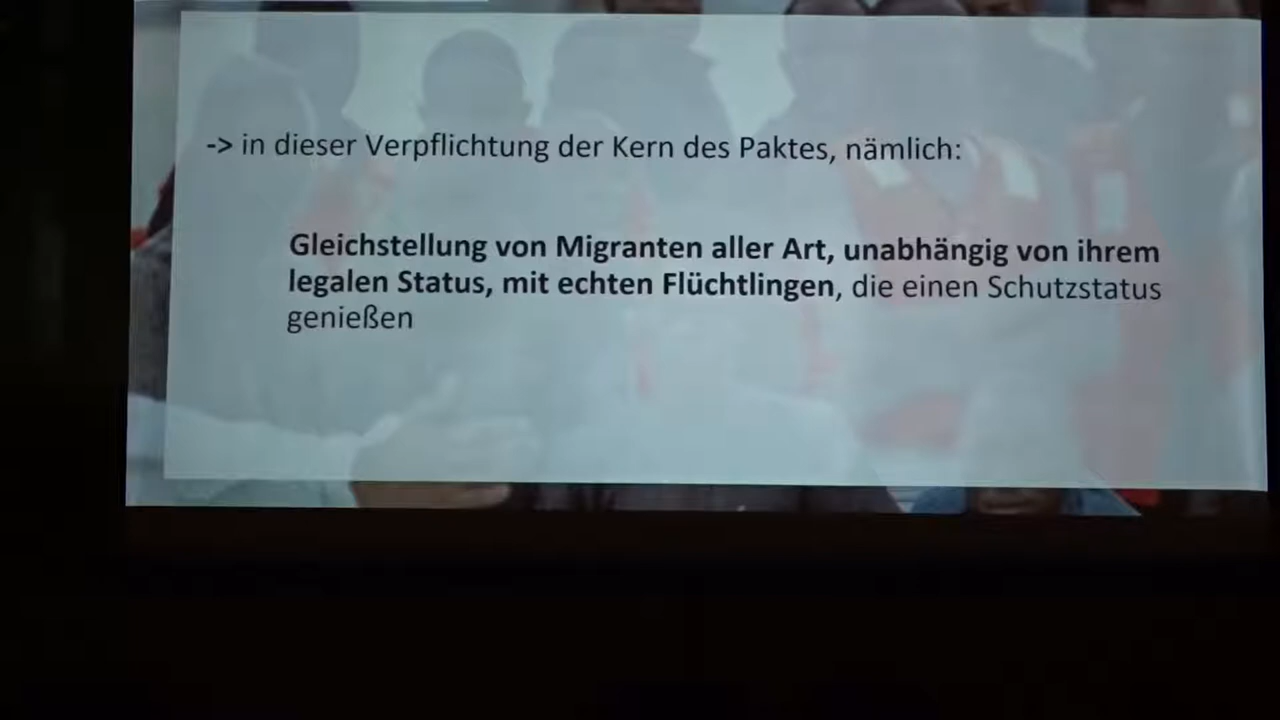 -> in dieser Verpflichtung der Kern des Paktes, nämlich:
Gleichstellung von Migranten aller Art, unabhängig von ihrem
legalen Status, mit echten Flüchtlingen, die einen Schutzstatus
genießen